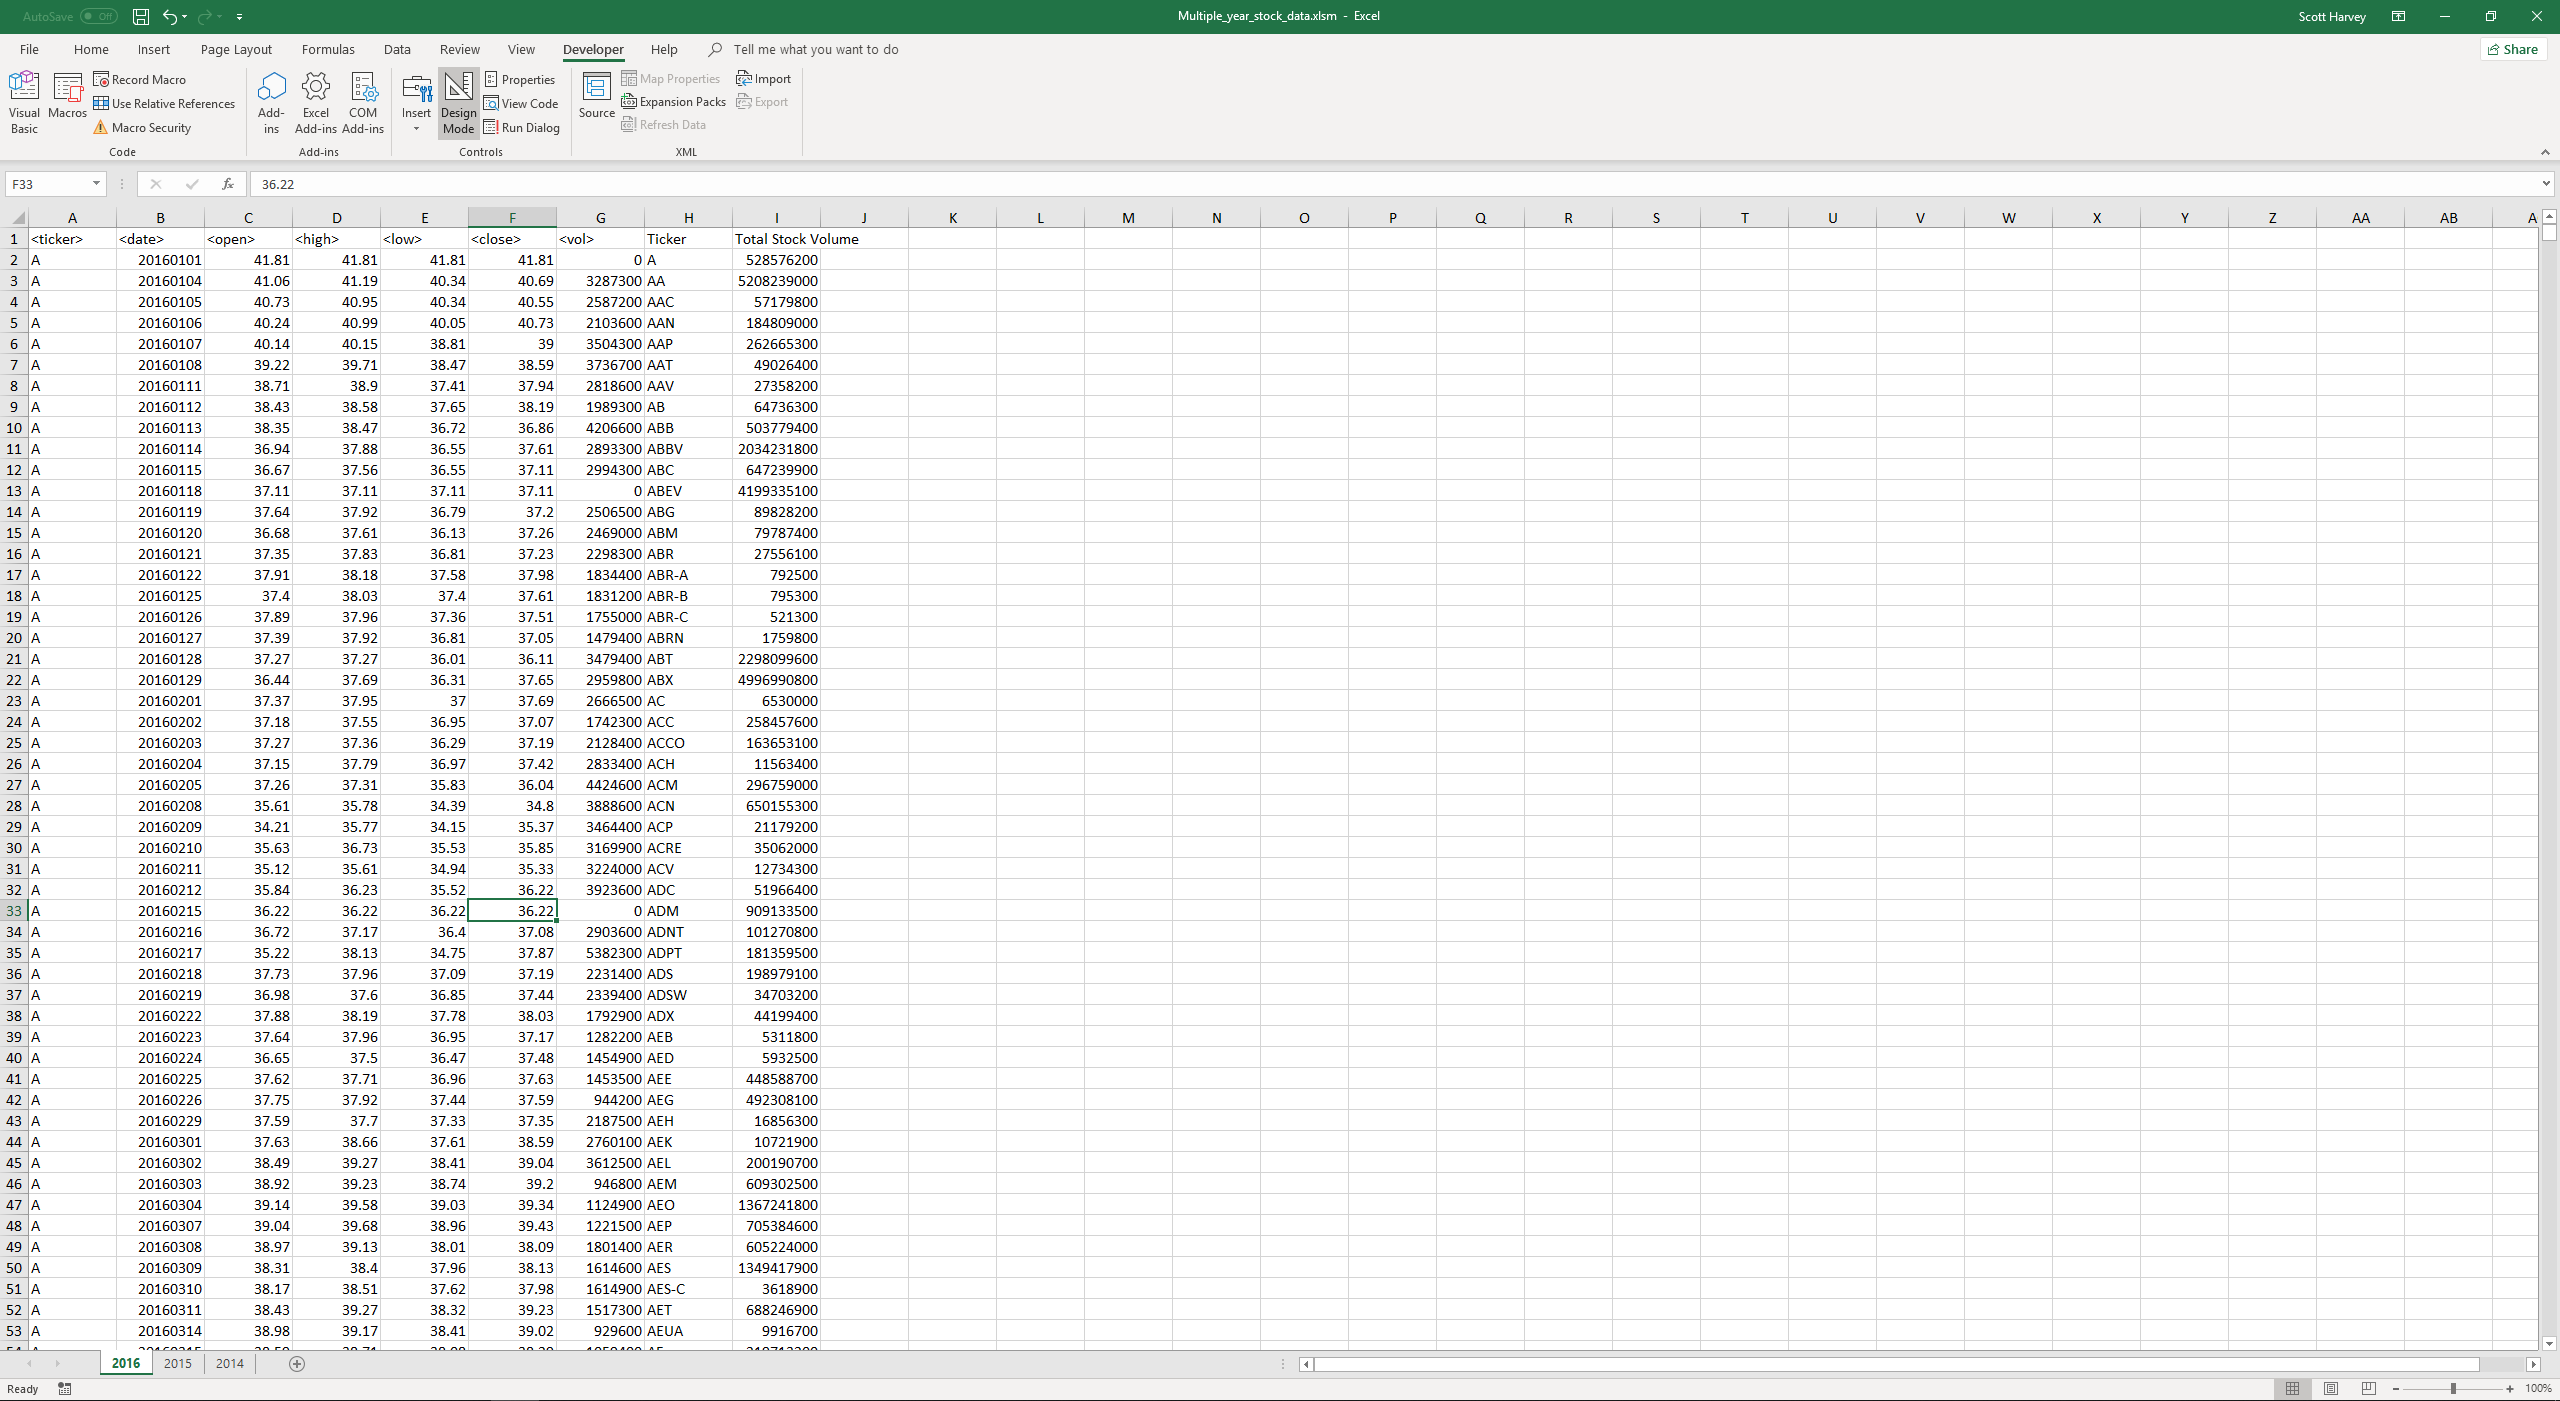 AutoSave Off
Multiple_year_stock_data.xlsm - Excel
Scott Harvey
File Home Insert Page Layout Formulas Data Review View Developer Help Tell me what you want to do
Share
Visual Basic
Macros
Record Macro
Use Relative References
Macro Security
Code
Add-ins
Excel Add-ins
COM Add-ins
Add-ins
Insert
Design Mode
Properties
View Code
Run Dialog
Controls
Source
Map Properties
Expansion Packs
Refresh Data
Import
Export
XML
F33 fx 36.22
A B C D E F G H I J K L M N O P Q R S T U V W X Y Z AA AB A
1 <ticker> <date> <open> <high> <low> <close> <vol> Ticker Total Stock Volume
2 A 20160101 41.81 41.81 41.81 41.81 0 A 528576200
3 A 20160104 41.06 41.19 40.34 40.69 3287300 AA 5208239000
4 A 20160105 40.73 40.95 40.34 40.55 2587200 AAC 57179800
5 A 20160106 40.24 40.99 40.05 40.73 2103600 AAN 184809000
6 A 20160107 40.14 40.15 38.81 39 3504300 AAP 262665300
7 A 20160108 39.22 39.71 38.47 38.59 3736700 AAT 49026400
8 A 20160111 38.71 38.9 37.41 37.94 2818600 AAV 27358200
9 A 20160112 38.43 38.58 37.65 38.19 1989300 AB 64736300
10 A 20160113 38.35 38.47 36.72 36.86 4206600 ABB 503779400
11 A 20160114 36.94 37.88 36.55 37.61 2893300 ABBV 2034231800
12 A 20160115 36.67 37.56 36.55 37.11 2994300 ABC 647239900
13 A 20160118 37.11 37.11 37.11 37.11 0 ABEV 4199335100
14 A 20160119 37.64 37.92 36.79 37.2 2506500 ABG 89828200
15 A 20160120 36.68 37.61 36.13 37.26 2469000 ABM 79787400
16 A 20160121 37.35 37.83 36.81 37.23 2298300 ABR 27556100
17 A 20160122 37.91 38.18 37.58 37.98 1834400 ABR-A 792500
18 A 20160125 37.4 38.03 37.4 37.61 1831200 ABR-B 795300
19 A 20160126 37.89 37.96 37.36 37.51 1755000 ABR-C 521300
20 A 20160127 37.39 37.92 36.81 37.05 1479400 ABRN 1759800
21 A 20160128 37.27 37.27 36.01 36.11 3479400 ABT 2298099600
22 A 20160129 36.44 37.69 36.31 37.65 2959800 ABX 4996990800
23 A 20160201 37.37 37.95 37 37.69 2666500 AC 6530000
24 A 20160202 37.18 37.55 36.95 37.07 1742300 ACC 258457600
25 A 20160203 37.27 37.36 36.29 37.19 2128400 ACCO 163653100
26 A 20160204 37.15 37.79 36.97 37.42 2833400 ACH 11563400
27 A 20160205 37.26 37.31 35.83 36.04 4424600 ACM 296759000
28 A 20160208 35.61 35.78 34.39 34.8 3888600 ACN 650155300
29 A 20160209 34.21 35.77 34.15 35.37 3464400 ACP 21179200
30 A 20160210 35.63 36.73 35.53 35.85 3169900 ACRE 35062000
31 A 20160211 35.12 35.61 34.94 35.33 3224000 ACV 12734300
32 A 20160212 35.84 36.23 35.52 36.22 3923600 ADC 51966400
33 A 20160215 36.22 36.22 36.22 36.22 0 ADM 909133500
34 A 20160216 36.72 37.17 36.4 37.08 2903600 ADNT 101270800
35 A 20160217 35.22 38.13 34.75 37.87 5382300 ADPT 181359500
36 A 20160218 37.73 37.96 37.09 37.19 2231400 ADS 198979100
37 A 20160219 36.98 37.6 36.85 37.44 2339400 ADSW 34703200
38 A 20160222 37.88 38.19 37.78 38.03 1792900 ADX 44199400
39 A 20160223 37.64 37.96 36.95 37.17 1282200 AEB 5311800
40 A 20160224 36.65 37.5 36.47 37.48 1454900 AED 5932500
41 A 20160225 37.62 37.71 36.96 37.63 1453500 AEE 448588700
42 A 20160226 37.75 37.92 37.44 37.59 944200 AEG 492308100
43 A 20160229 37.59 37.7 37.33 37.35 2187500 AEH 16856300
44 A 20160301 37.63 38.66 37.61 38.59 2760100 AEK 10721900
45 A 20160302 38.49 39.27 38.41 39.04 3612500 AEL 200190700
46 A 20160303 38.92 39.23 38.74 39.2 946800 AEM 609302500
47 A 20160304 39.14 39.58 39.03 39.34 1124900 AEO 1367241800
48 A 20160307 39.04 39.68 38.96 39.43 1221500 AEP 705384600
49 A 20160308 38.97 39.13 38.01 38.09 1801400 AER 605224000
50 A 20160309 38.31 38.4 37.96 38.13 1614600 AES 1349417900
51 A 20160310 38.17 38.51 37.62 37.98 1614900 AES-C 3618900
52 A 20160311 38.43 39.27 38.32 39.23 1517300 AET 688246900
53 A 20160314 38.98 39.17 38.41 39.02 929600 AEUA 9916700
2016 2015 2014
Ready
100%